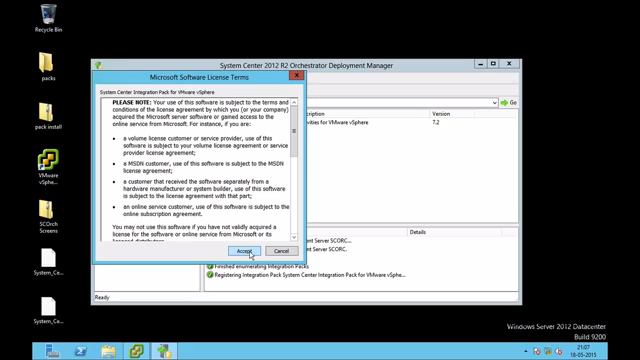 Recycle Bin
packs
pack install
VMware
vSphe...
SCOrch
Screens
System_Ce...
System_Ce...
System Center 2012 R2 Orchestrator Deployment Manager
Microsoft Software License Terms
System Center Integration Pack for VMware vSphere
PLEASE NOTE: Your use of this software is subject to the terms and
conditions of the license agreement by which you (or your company)
acquired the Microsoft server software or gained access to the
online service from Microsoft. For instance, if you are:
• a volume license customer or service provider, use of this
software is subject to your volume license agreement or service
provider license agreement;
• a MSDN customer, use of this software is subject to the MSDN
license agreement;
• a customer that received the software separately from a
hardware manufacturer or system builder, use of this software
is subject to the license agreement with that part;
• an online service customer, use of this software is subject to the
online subscription agreement.
You may not use this software if you have not validly acquired a
license for the software or online service from Microsoft or its
licensed distributors.
Accept
Cancel
Go
cription
Version
vities for VMware vSphere
7.2
Details
ent Server SCORC...
ent Server SCORC.
Finished enumerating Integration Packs
Registering Integration Pack System Center Integration Pack for VMware vSphe...
Ready
Windows Server 2012 Datacenter
Build 9200
21:07
18-05-2015